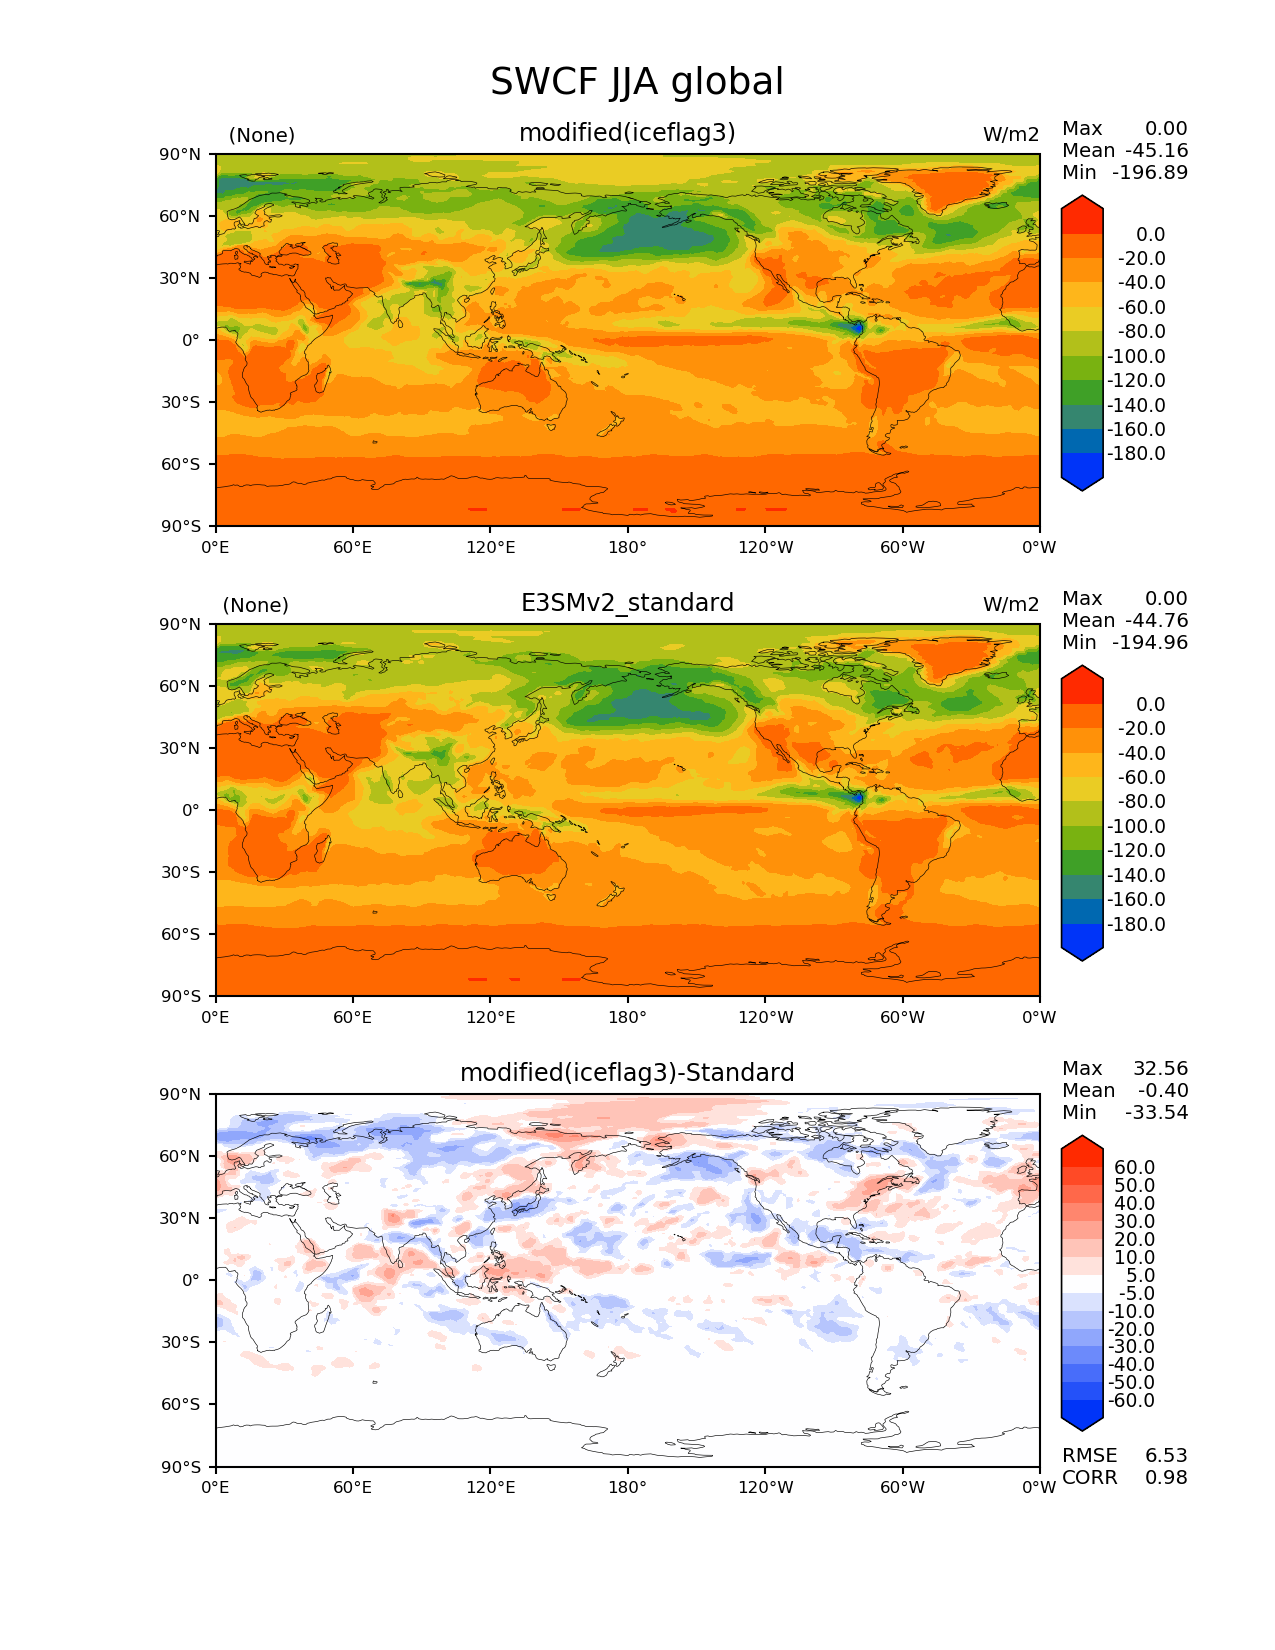 SWCF JJA global
(None) modified(iceflag3) W/m2
Max 0.00
Mean -45.16
Min -196.89
90°N
60°N
30°N
0°
30°S
60°S
90°S
0°E 60°E 120°E 180° 120°W 60°W 0°W
0.0
-20.0
-40.0
-60.0
-80.0
-100.0
-120.0
-140.0
-160.0
-180.0
(None) E3SMv2_standard W/m2
Max 0.00
Mean -44.76
Min -194.96
90°N
60°N
30°N
0°
30°S
60°S
90°S
0°E 60°E 120°E 180° 120°W 60°W 0°W
0.0
-20.0
-40.0
-60.0
-80.0
-100.0
-120.0
-140.0
-160.0
-180.0
modified(iceflag3)-Standard
Max 32.56
Mean -0.40
Min -33.54
90°N
60°N
30°N
0°
30°S
60°S
90°S
0°E 60°E 120°E 180° 120°W 60°W 0°W
60.0
50.0
40.0
30.0
20.0
10.0
5.0
-5.0
-10.0
-20.0
-30.0
-40.0
-50.0
-60.0
RMSE 6.53
CORR 0.98